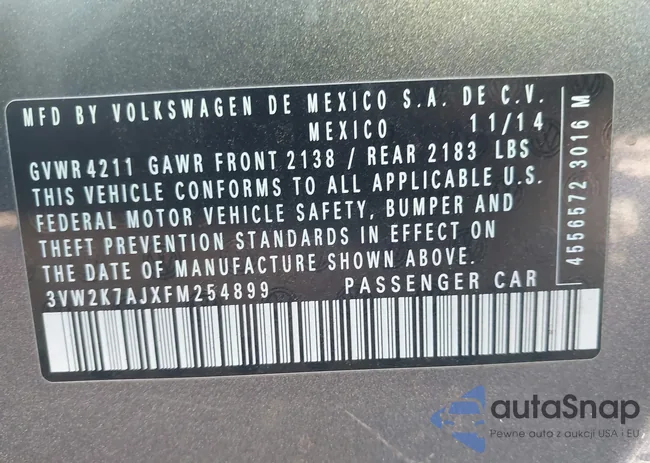 MFD BY VOLKSWAGEN DE MEXICO S.A. DE C.V.
MEXICO 11/14
GVWR 4211 GAWR FRONT 2138 / REAR 2183 LBS
THIS VEHICLE CONFORMS TO ALL APPLICABLE U.S.
FEDERAL MOTOR VEHICLE SAFETY, BUMPER AND
THEFT PREVENTION STANDARDS IN EFFECT ON
THE DATE OF MANUFACTURE SHOWN ABOVE.
3VW2K7AJXFM254899 PASSENGER CAR
4556572 3016 M
autaSnap
Pewne auto z aukcji USA i EU